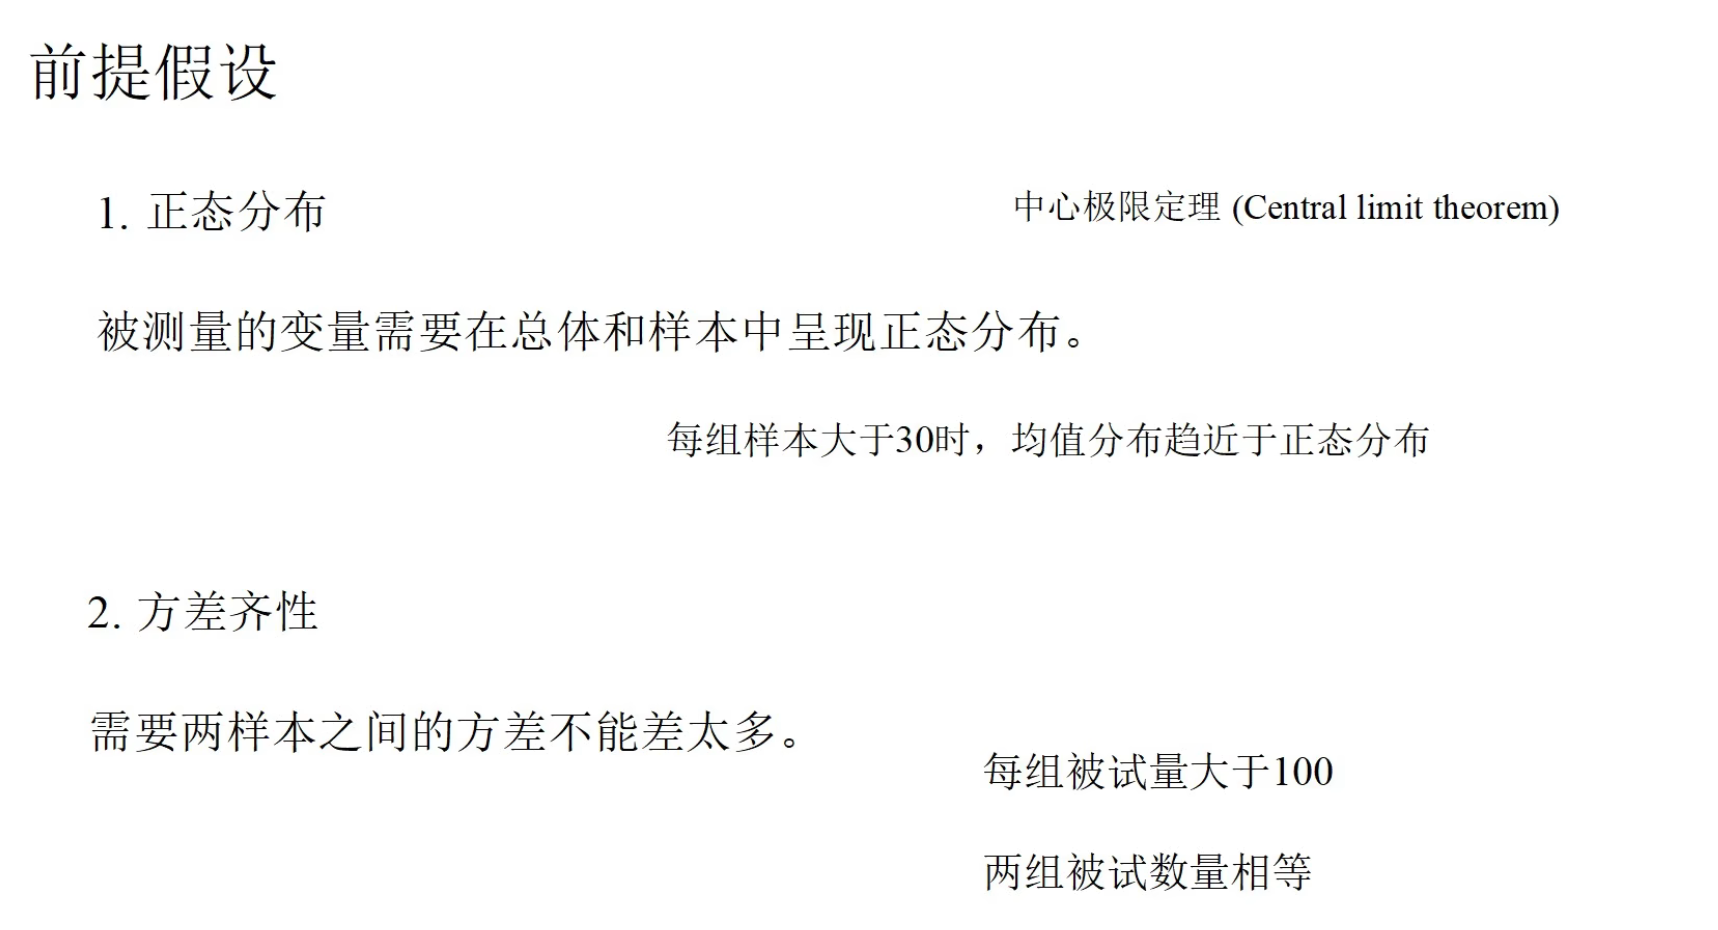 前提假设
1. 正态分布
中心极限定理 (Central limit theorem)
被测量的变量需要在总体和样本中呈现正态分布。
每组样本大于30时，均值分布趋近于正态分布
2. 方差齐性
需要两样本之间的方差不能差太多。
每组被试量大于100
两组被试数量相等